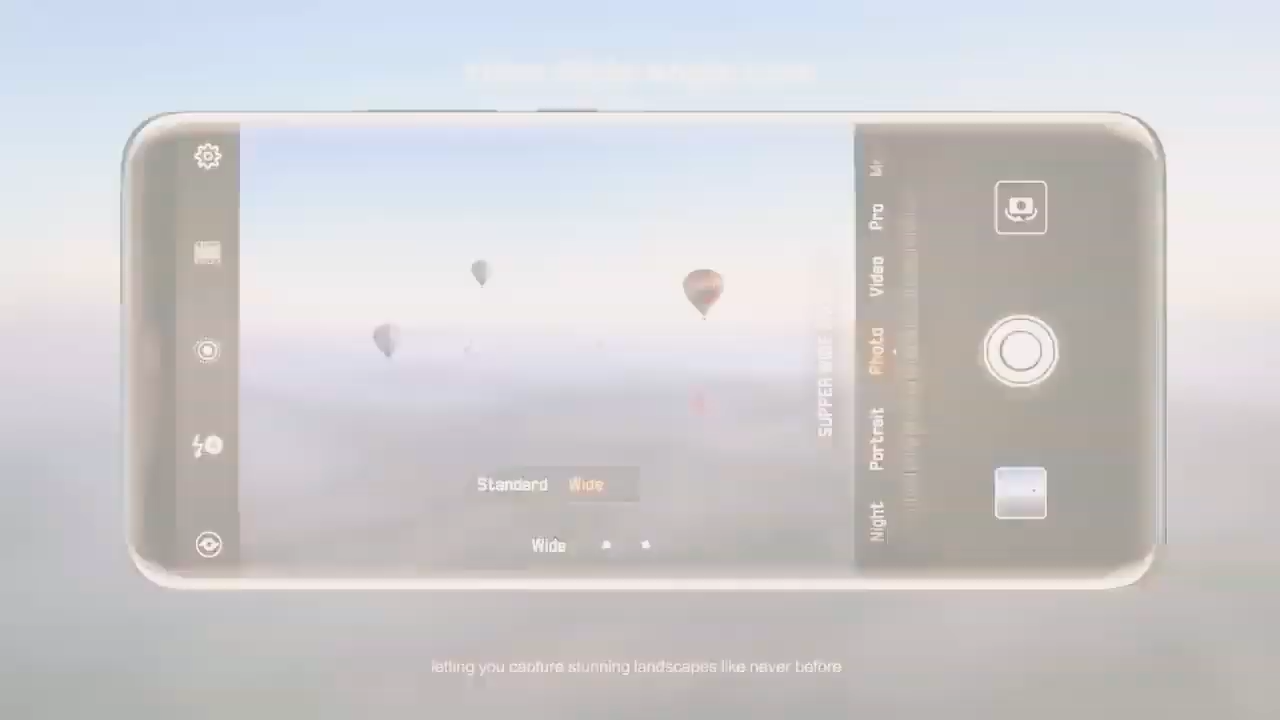 Pro
Video
Photo
Portrait
Night
SUPPER WIDE
Standard Wide
Wide
letting you capture stunning landscapes like never before